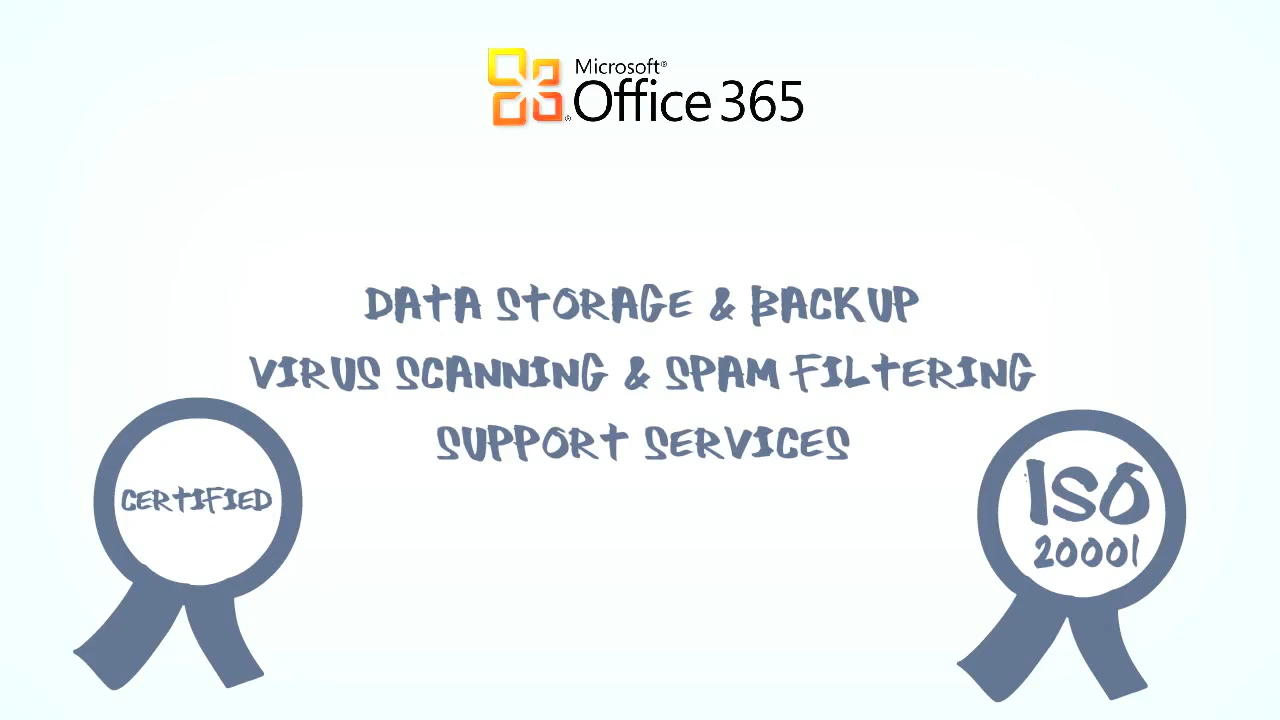 Microsoft®
Office 365
DATA STORAGE & BACKUP
VIRUS SCANNING & SPAM FILTERING
SUPPORT SERVICES
CERTIFIED
ISO
20001